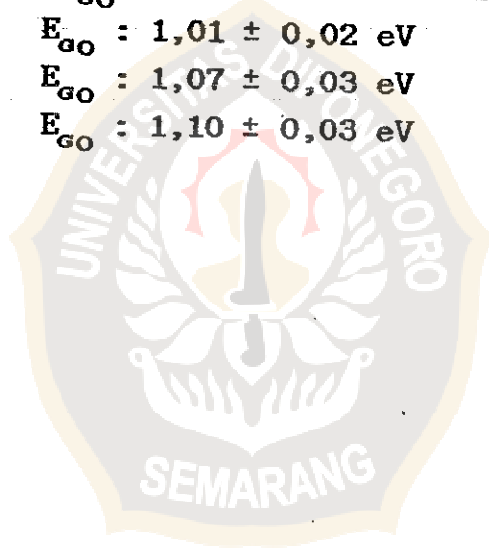 E_GO : 1,01 ± 0,02 eV
E_GO : 1,07 ± 0,03 eV
E_GO : 1,10 ± 0,03 eV
UNIVERSITAS DIPONEGORO
SEMARANG